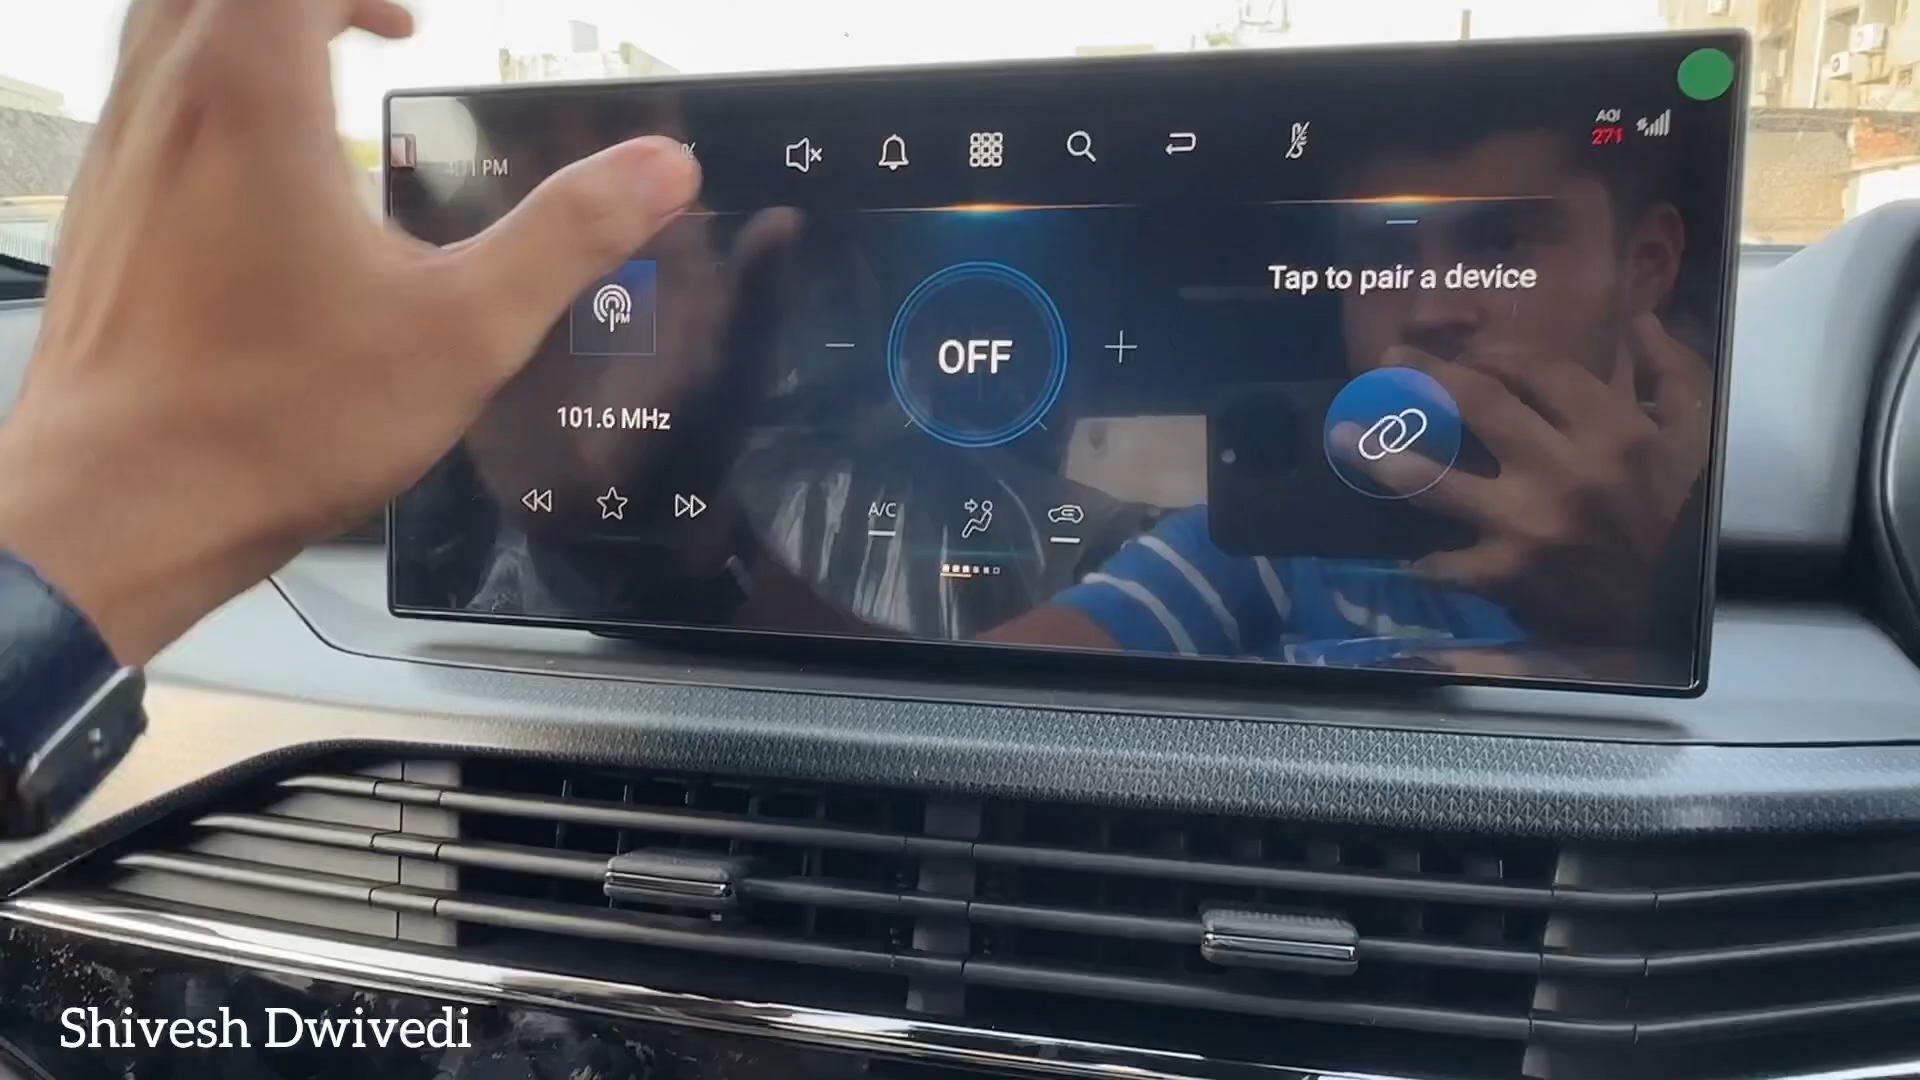 PM
AQI
271
Tap to pair a device
FM
OFF
101.6 MHz
A/C
Shivesh Dwivedi